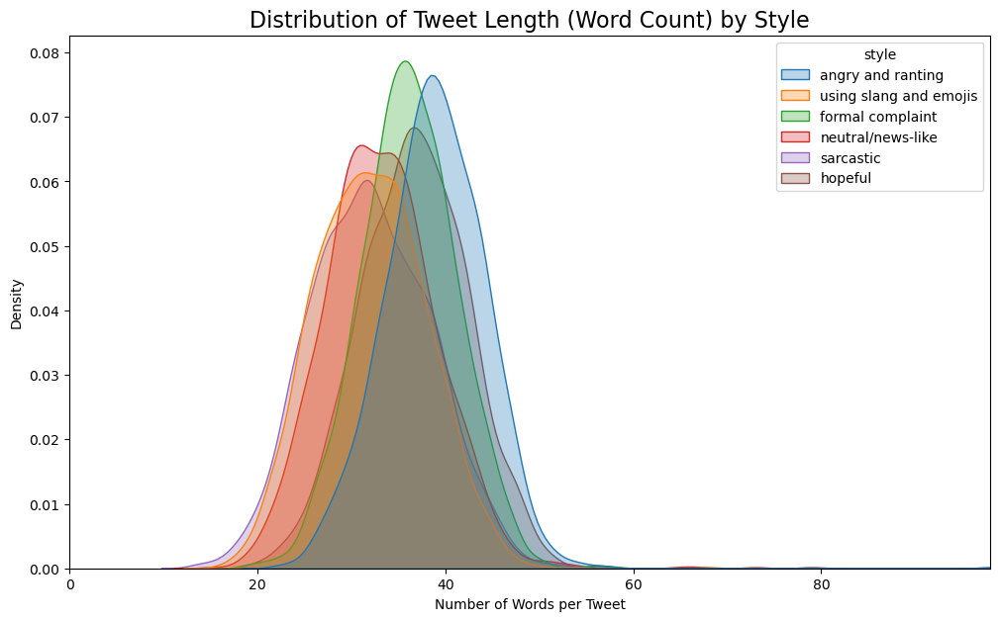 Distribution of Tweet Length (Word Count) by Style
style
angry and ranting
using slang and emojis
formal complaint
neutral/news-like
sarcastic
hopeful
Density
0.08
0.07
0.06
0.05
0.04
0.03
0.02
0.01
0.00
0 20 40 60 80
Number of Words per Tweet